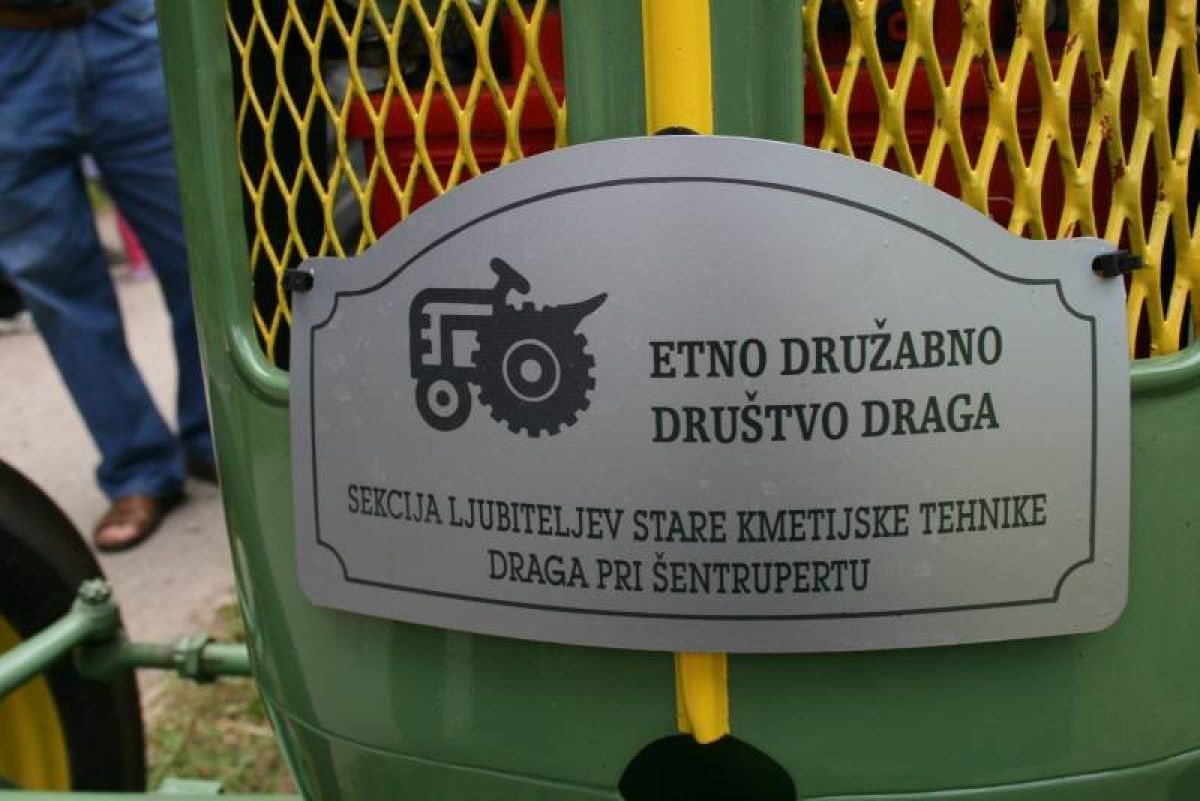 ETNO DRUŽABNO
DRUŠTVO DRAGA
SEKCIJA LJUBITELJEV STARE KMETIJSKE TEHNIKE
DRAGA PRI ŠENTRUPERTU